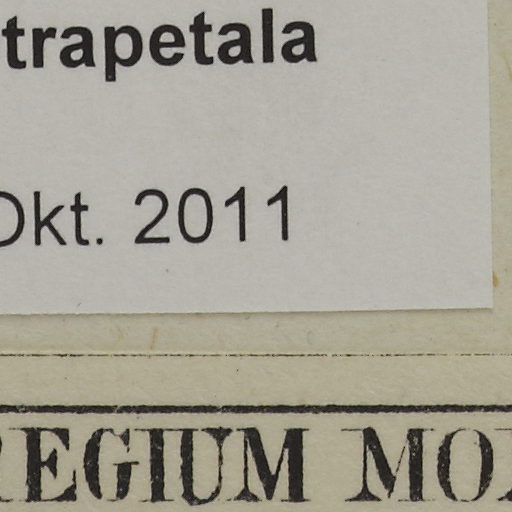 trapetala
Okt. 2011
REGIUM MO